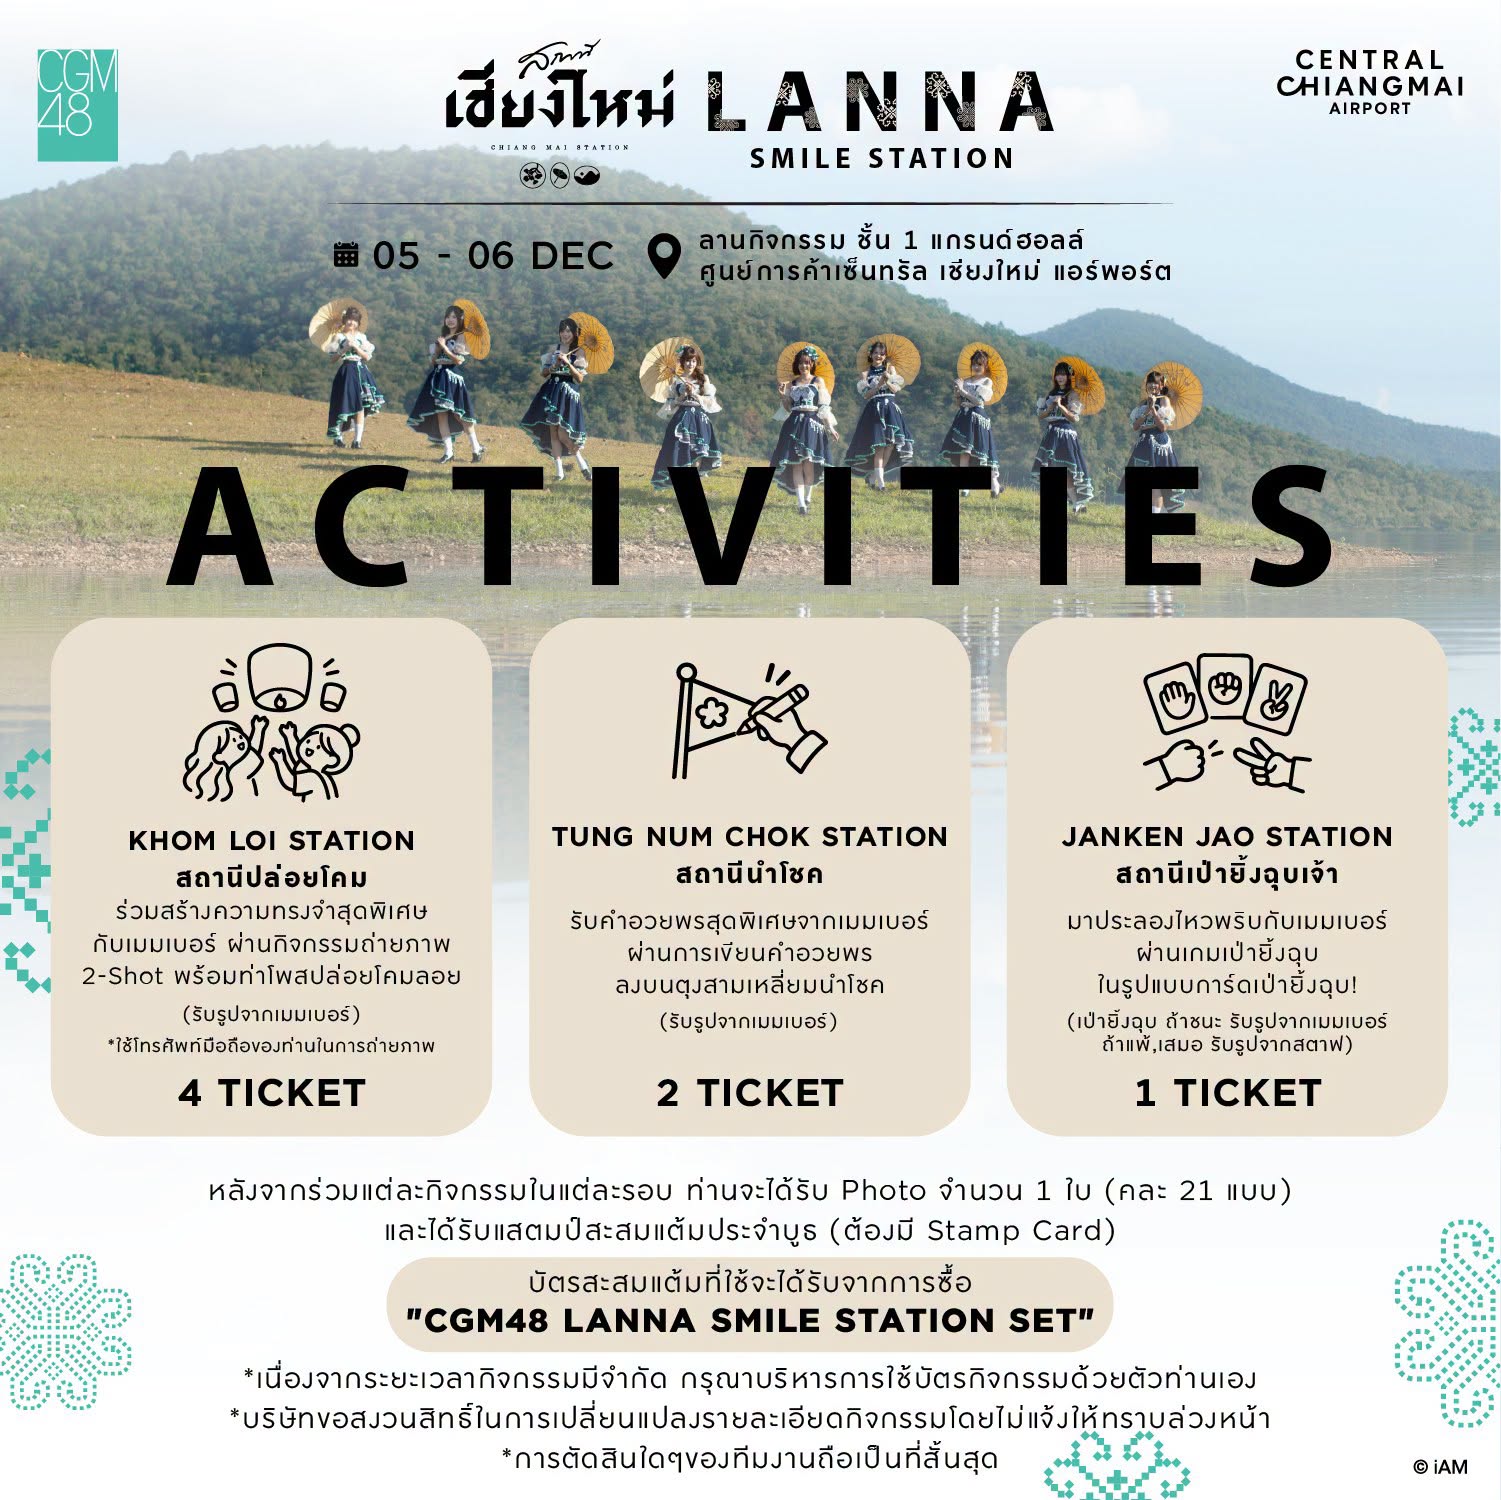 CGM
48
สถานี
เชียงใหม่
CHIANG MAI STATION
LANNA
SMILE STATION
CENTRAL
CHIANGMAI
AIRPORT
05 - 06 DEC
ลานกิจกรรม ชั้น 1 แกรนด์ฮอลล์
ศูนย์การค้าเซ็นทรัล เชียงใหม่ แอร์พอร์ต
ACTIVITIES
KHOM LOI STATION
สถานีปล่อยโคม
ร่วมสร้างความทรงจำสุดพิเศษ
กับเมมเบอร์ ผ่านกิจกรรมถ่ายภาพ
2-Shot พร้อมท่าโพสปล่อยโคมลอย
(รับรูปจากเมมเบอร์)
*ใช้โทรศัพท์มือถือของท่านในการถ่ายภาพ
4 TICKET
TUNG NUM CHOK STATION
สถานีนำโชค
รับคำอวยพรสุดพิเศษจากเมมเบอร์
ผ่านการเขียนคำอวยพร
ลงบนตุงสามเหลี่ยมนำโชค
(รับรูปจากเมมเบอร์)
2 TICKET
JANKEN JAO STATION
สถานีเป่ายิ้งฉุบเจ้า
มาประลองไหวพริบกับเมมเบอร์
ผ่านเกมเป่ายิ้งฉุบ
ในรูปแบบการ์ดเป่ายิ้งฉุบ!
(เป่ายิ้งฉุบ ถ้าชนะ รับรูปจากเมมเบอร์
ถ้าแพ้,เสมอ รับรูปจากสตาฟ)
1 TICKET
หลังจากร่วมแต่ละกิจกรรมในแต่ละรอบ ท่านจะได้รับ Photo จำนวน 1 ใบ (คละ 21 แบบ)
และได้รับแสตมป์สะสมแต้มประจำบูธ (ต้องมี Stamp Card)
บัตรสะสมแต้มที่ใช้จะได้รับจากการซื้อ
"CGM48 LANNA SMILE STATION SET"
*เนื่องจากระยะเวลากิจกรรมมีจำกัด กรุณาบริหารการใช้บัตรกิจกรรมด้วยตัวท่านเอง
*บริษัทขอสงวนสิทธิ์ในการเปลี่ยนแปลงรายละเอียดกิจกรรมโดยไม่แจ้งให้ทราบล่วงหน้า
*การตัดสินใดๆของทีมงานถือเป็นที่สิ้นสุด
© iAM